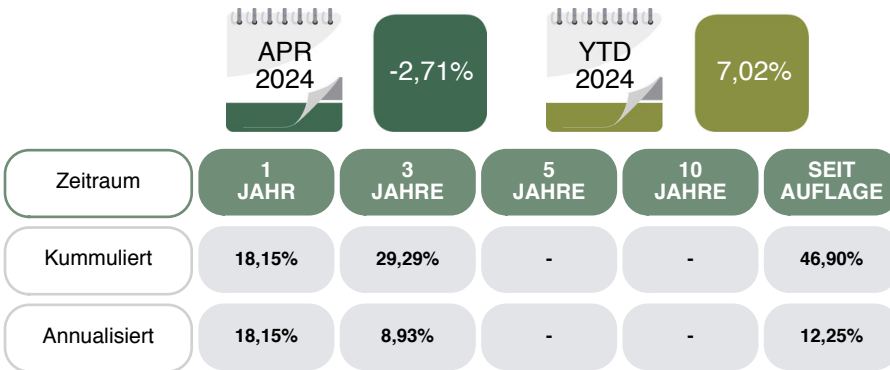 APR
2024
-2,71%
YTD
2024
7,02%
Zeitraum
1
JAHR
3
JAHRE
5
JAHRE
10
JAHRE
SEIT
AUFLAGE
Kummuliert
18,15%
29,29%
-
-
46,90%
Annualisiert
18,15%
8,93%
-
-
12,25%